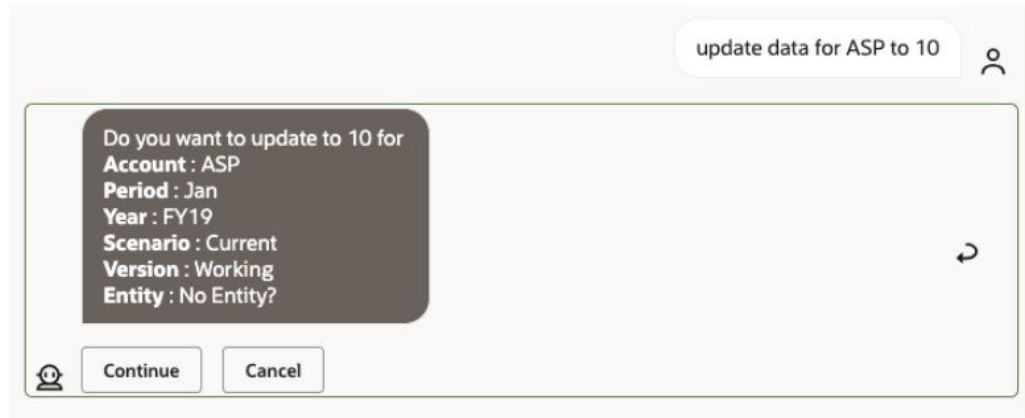 update data for ASP to 10
Do you want to update to 10 for
Account : ASP
Period : Jan
Year : FY19
Scenario : Current
Version : Working
Entity : No Entity?
Continue
Cancel